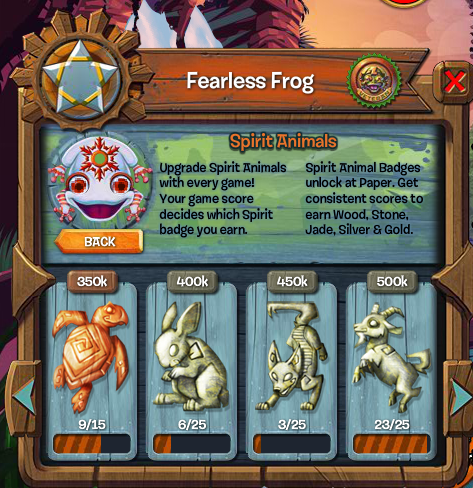 Fearless Frog
Spirit Animals
Upgrade Spirit Animals
with every game!
Your game score
decides which Spirit
badge you earn.
Spirit Animal Badges
unlock at Paper. Get
consistent scores to
earn Wood, Stone,
Jade, Silver & Gold.
BACK
350k
400k
450k
500k
9/15
6/25
3/25
23/25